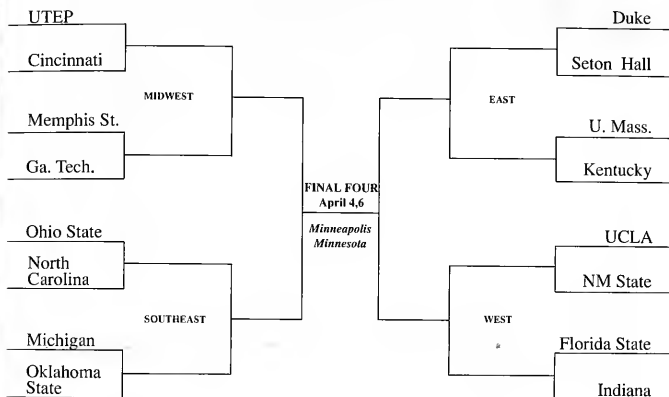 UTEP
Cincinnati
MIDWEST
Memphis St.
Ga. Tech.
Ohio State
North
Carolina
SOUTHEAST
Michigan
Oklahoma
State
FINAL FOUR
April 4,6
Minneapolis
Minnesota
Duke
Seton Hall
EAST
U. Mass.
Kentucky
UCLA
NM State
WEST
Florida State
Indiana